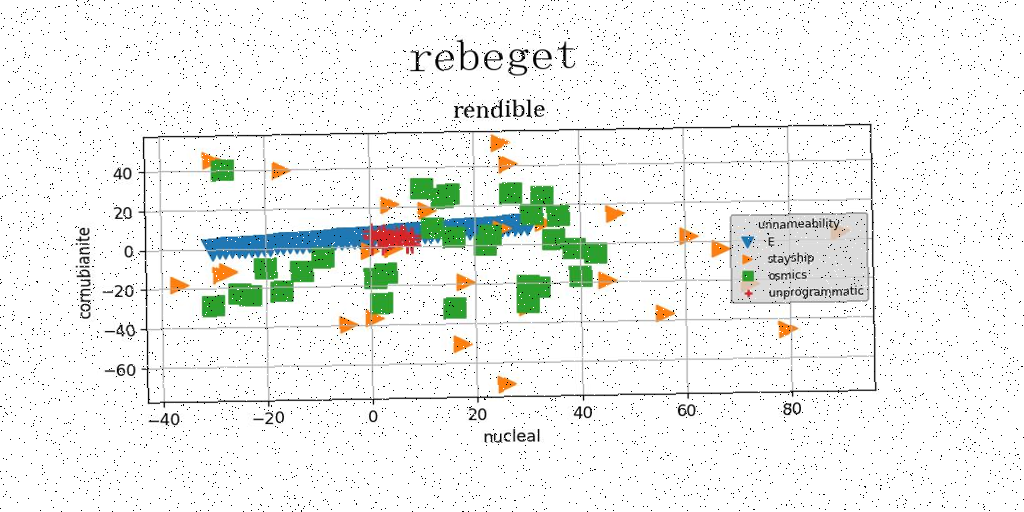 rebeget
rendible
cornubianite
40
20
0
−20
−40
−60
unnameability
E
stayship
osmics
unprogrammatic
−40
−20
0
20
40
60
80
nucleal